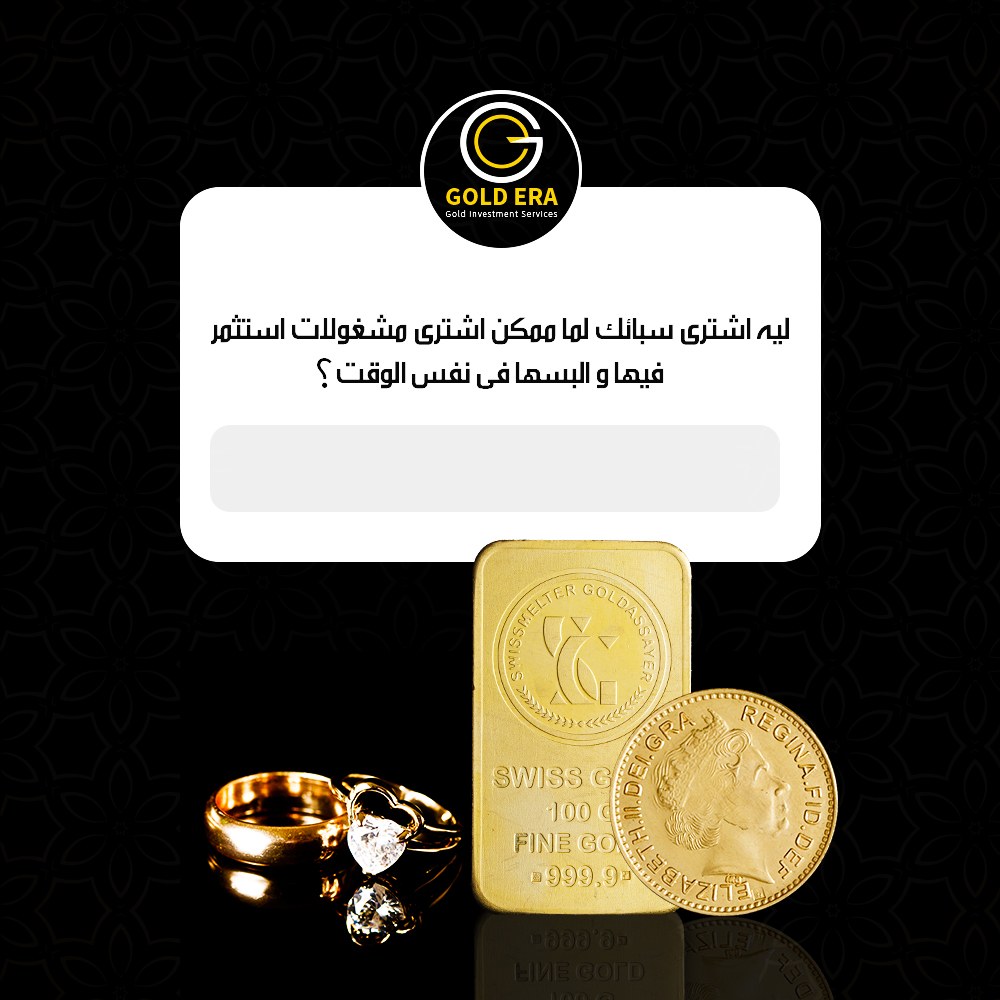 GOLD ERA
Gold Investment Services
ليه اشترى سبائك لما ممكن اشترى مشغولات استثمر
فيها و البسها فى نفس الوقت ؟
SWISSMELTER GOLDASSAYER
SWISS G
100 G
FINE GO
999.9
ELIZABETH.II.DEI.GRA REGINA.FID.DEF